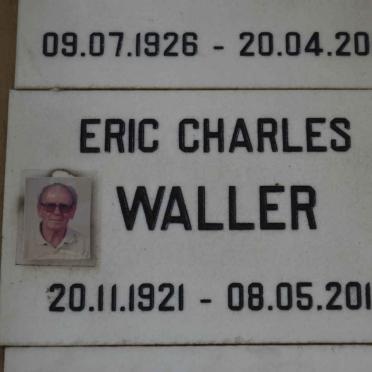 09.07.1926 - 20.04.20
ERIC CHARLES
WALLER
20.11.1921 - 08.05.201